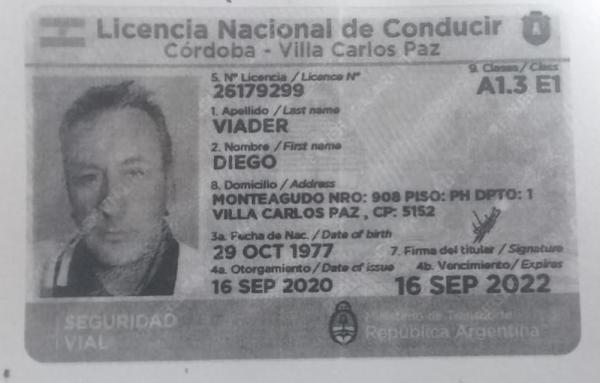 Licencia Nacional de Conducir
Córdoba - Villa Carlos Paz
5. Nº Licencia / Licence Nº
9. Clases / Class
26179299
A1.3 E1
1. Apellido / Last name
VIADER
2. Nombre / First name
DIEGO
8. Domicilio / Address
MONTEAGUDO NRO: 908 PISO: PH DPTO: 1
VILLA CARLOS PAZ , CP: 5152
3a. Fecha de Nac. / Date of birth
29 OCT 1977
7. Firma del titular / Signature
4a. Otorgamiento / Date of issue
4b. Vencimiento / Expires
16 SEP 2020
16 SEP 2022
SEGURIDAD
VIAL
Ministerio de Transporte
República Argentina